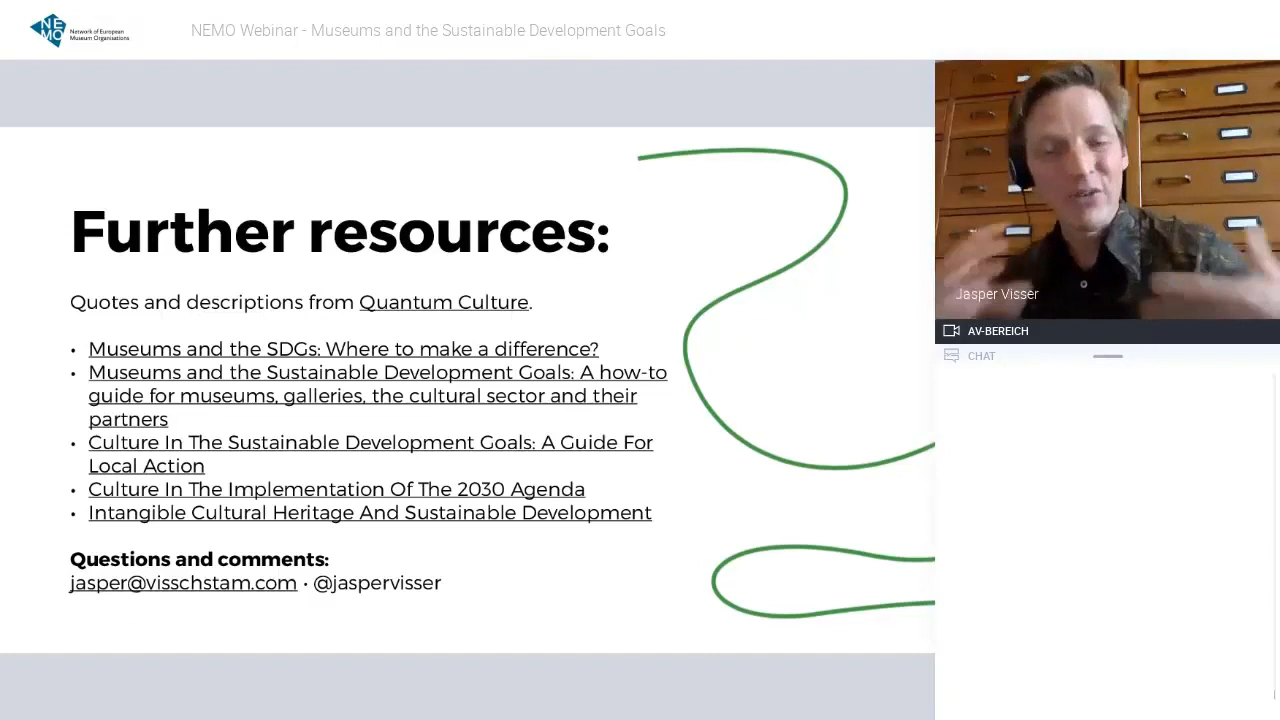 NE
MO
Network of European
Museum Organisations
NEMO Webinar - Museums and the Sustainable Development Goals
Further resources:
Quotes and descriptions from Quantum Culture.
• Museums and the SDGs: Where to make a difference?
• Museums and the Sustainable Development Goals: A how-to
guide for museums, galleries, the cultural sector and their
partners
• Culture In The Sustainable Development Goals: A Guide For
Local Action
• Culture In The Implementation Of The 2030 Agenda
• Intangible Cultural Heritage And Sustainable Development
Questions and comments:
jasper@visschstam.com • @jaspervisser
Jasper Visser
AV-BEREICH
CHAT